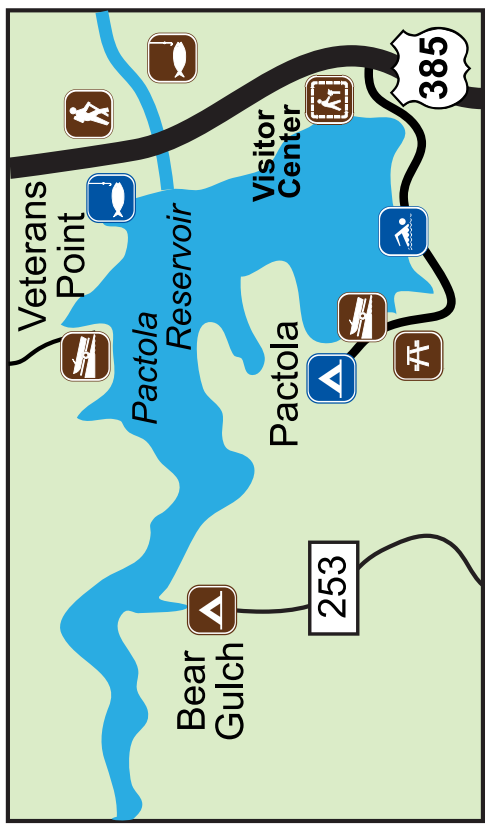 Veterans
Point
Pactola
Reservoir
Visitor
Center
385
Pactola
253
Bear
Gulch